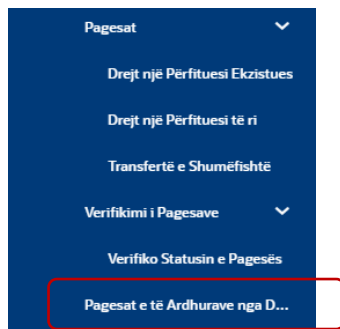 Pagesat
Drejt një Përfituesi Ekzistues
Drejt një Përfituesi të ri
Transfertë e Shumëfishtë
Verifikimi i Pagesave
Verifiko Statusin e Pagesës
Pagesat e të Ardhurave nga D...